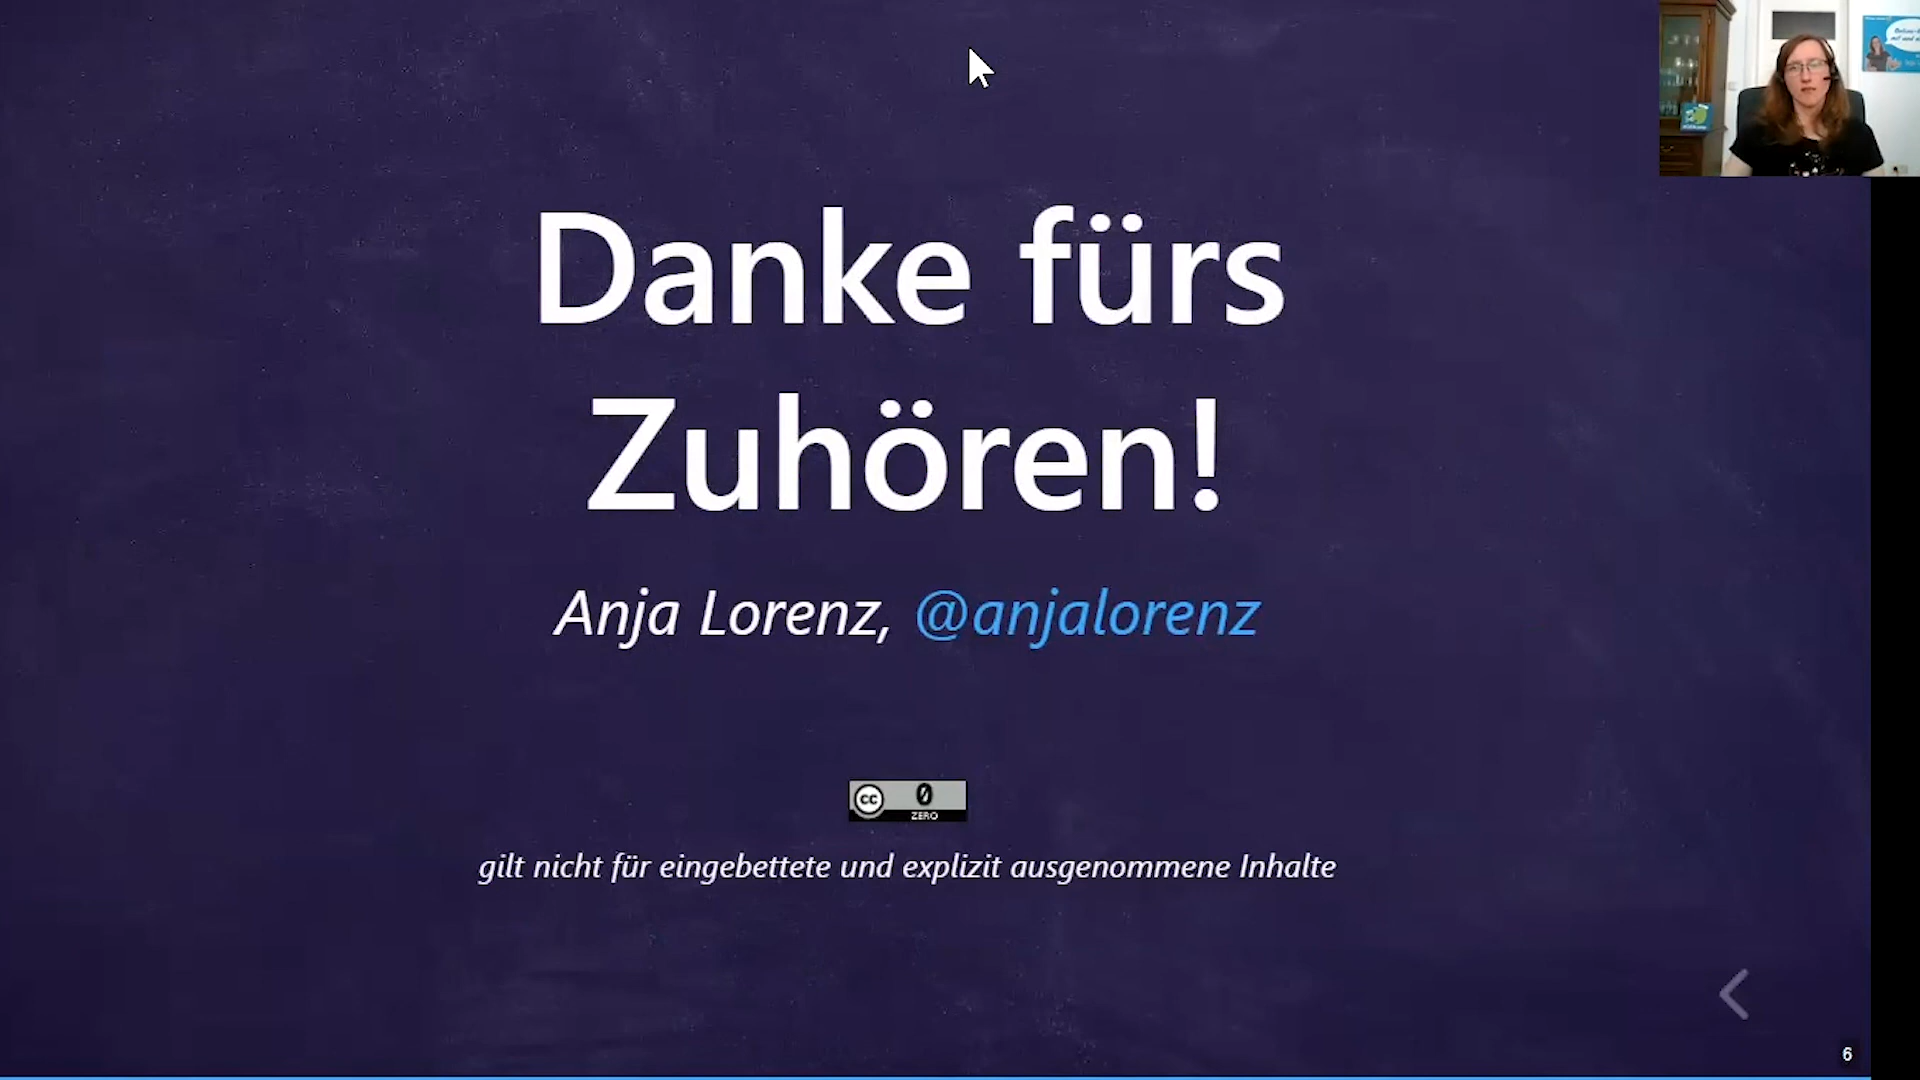 Danke fürs
Zuhören!
Anja Lorenz, @anjalorenz
cc 0
ZERO
gilt nicht für eingebettete und explizit ausgenommene Inhalte
6